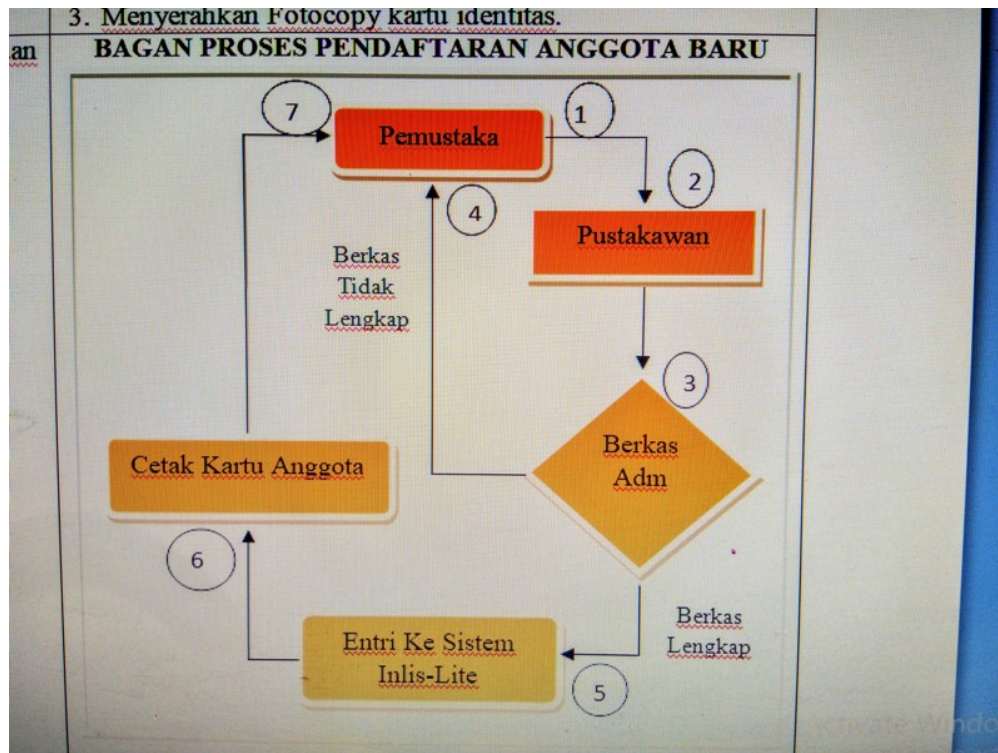 3. Menyerahkan Fotocopy kartu identitas.
an
BAGAN PROSES PENDAFTARAN ANGGOTA BARU
7
Pemustaka
1
2
4
Pustakawan
Berkas
Tidak
Lengkap
3
Berkas
Adm
Cetak Kartu Anggota
6
Berkas
Lengkap
Entri Ke Sistem
Inlis-Lite
5